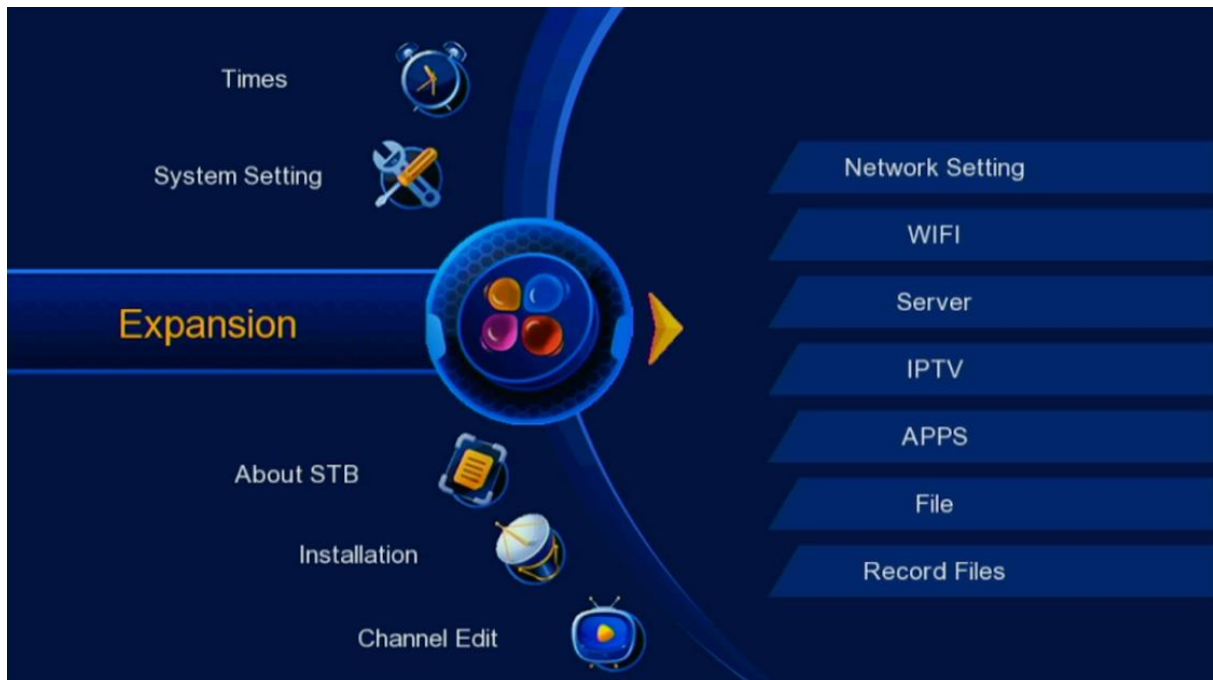 Times
System Setting
Expansion
About STB
Installation
Channel Edit
Network Setting
WIFI
Server
IPTV
APPS
File
Record Files